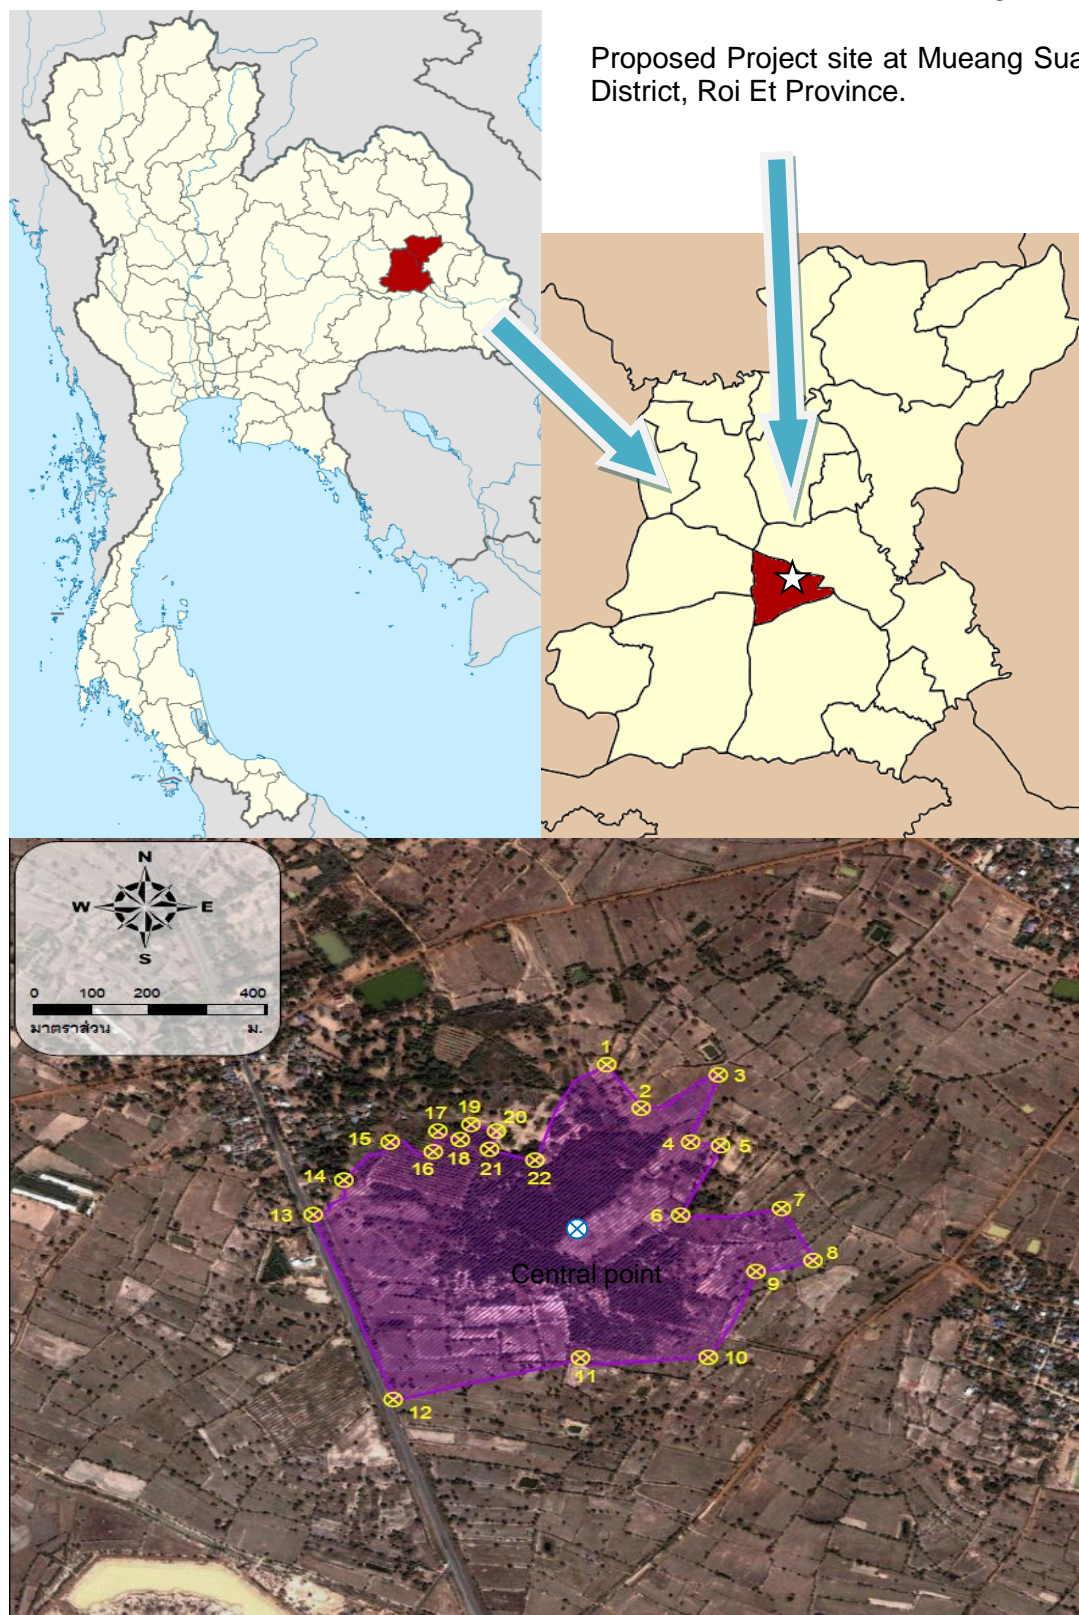 Proposed Project site at Mueang Sua
District, Roi Et Province.
N
W E
S
0 100 200 400
มาตราส่วน ม.
1
2
3
17 19 20
15
16 18 21
22
4 5
14
13
6
7
8
9
Central point
10
11
12